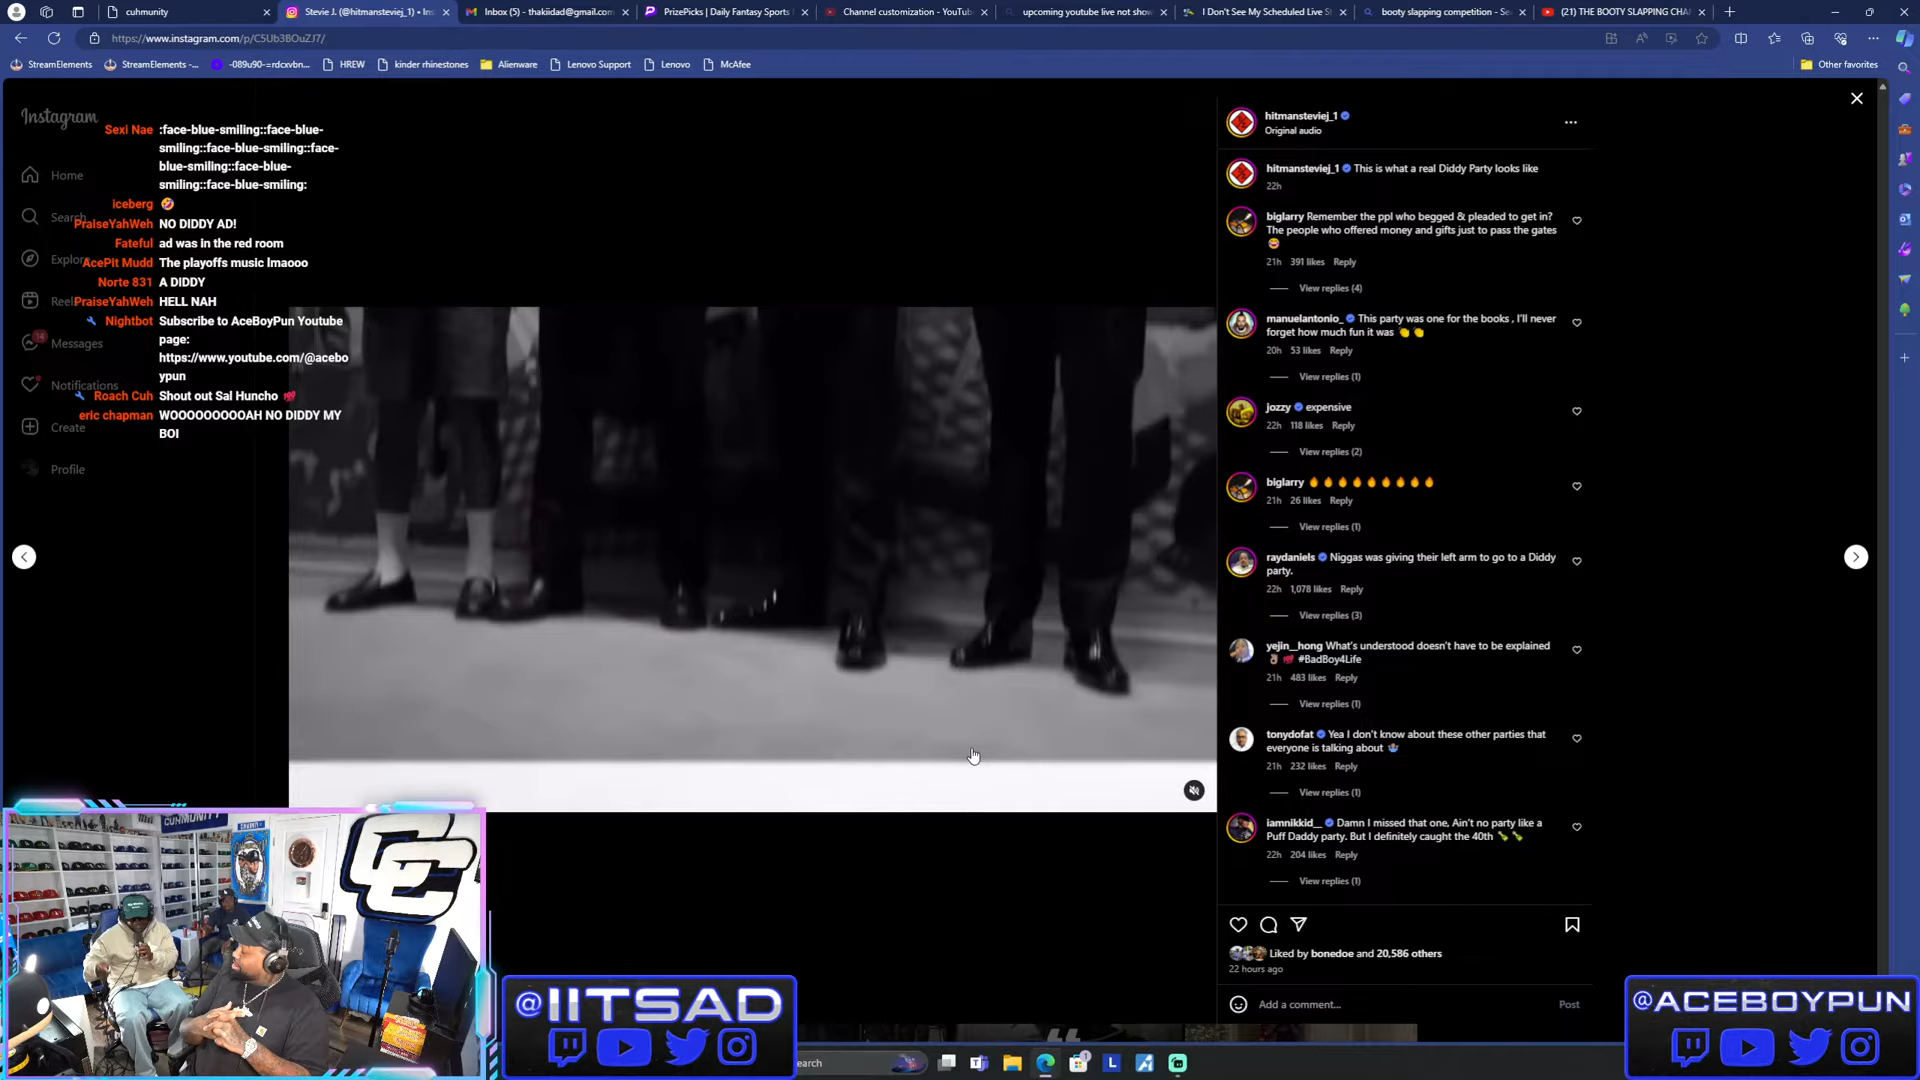 cuhmunity
Stevie J. (@hitmansteviej_1) • Ins
Inbox (5) - thakiidad@gmail.com
PrizePicks | Daily Fantasy Sports
Channel customization - YouTub
upcoming youtube live not show
I Don't See My Scheduled Live St
booty slapping competition - Se
(21) THE BOOTY SLAPPING CHA
https://www.instagram.com/p/C5Ub3BOuZJ7/
StreamElements
StreamElements -...
-089u90-=rdcxvbn...
HREW
kinder rhinestones
Alienware
Lenovo Support
Lenovo
McAfee
Other favorites
Instagram
Home
Search
Explor
Reel
14
Messages
Notifications
Create
Profile
Sexi Nae :face-blue-smiling::face-blue-
smiling::face-blue-smiling::face-
blue-smiling::face-blue-
smiling::face-blue-smiling:
iceberg 🤣
PraiseYahWeh NO DIDDY AD!
Fateful ad was in the red room
AcePit Mudd The playoffs music lmaooo
Norte 831 A DIDDY
PraiseYahWeh HELL NAH
Nightbot Subscribe to AceBoyPun Youtube
page:
https://www.youtube.com/@acebo
ypun
Roach Cuh Shout out Sal Huncho 💯
eric chapman WOOOOOOOOOAH NO DIDDY MY
BOI
hitmansteviej_1
Original audio
hitmansteviej_1 This is what a real Diddy Party looks like
22h
biglarry Remember the ppl who begged & pleaded to get in?
The people who offered money and gifts just to pass the gates
😂
21h 391 likes Reply
View replies (4)
manuelantonio_ This party was one for the books , I'll never
forget how much fun it was 👏 👏
20h 53 likes Reply
View replies (1)
jozzy expensive
22h 118 likes Reply
View replies (2)
biglarry 🔥🔥🔥🔥🔥🔥🔥🔥🔥
21h 26 likes Reply
View replies (1)
raydaniels Niggas was giving their left arm to go to a Diddy
party.
22h 1,078 likes Reply
View replies (3)
yejin__hong What's understood doesn't have to be explained
👌🏽 💯 #BadBoy4Life
21h 483 likes Reply
View replies (1)
tonydofat Yea I don't know about these other parties that
everyone is talking about 🤷🏽‍♂️
21h 232 likes Reply
View replies (1)
iamnikkid__ Damn I missed that one, Ain't no party like a
Puff Daddy party. But I definitely caught the 40th 🍾 🍾
22h 204 likes Reply
View replies (1)
Liked by bonedoe and 20,586 others
22 hours ago
Add a comment...
Post
CUHMUNITY
CC
@IITSAD
@ACEBOYPUN
earch